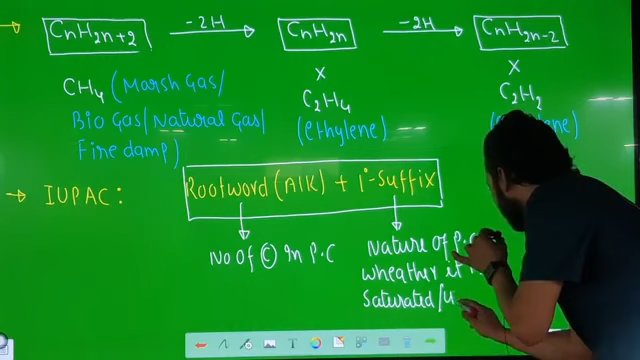 → CnH2n+2 -2H → CnH2n -2H → CnH2n-2
x x
CH4 (Marsh Gas/ C2H4 C2H2
Bio Gas/Natural Gas/ (ethylene)
Fire damp)
→ IUPAC: Rootword (Alk) + 1°-Suffix
No Of C In P.C Nature Of P.C
wheather it
Saturated/U